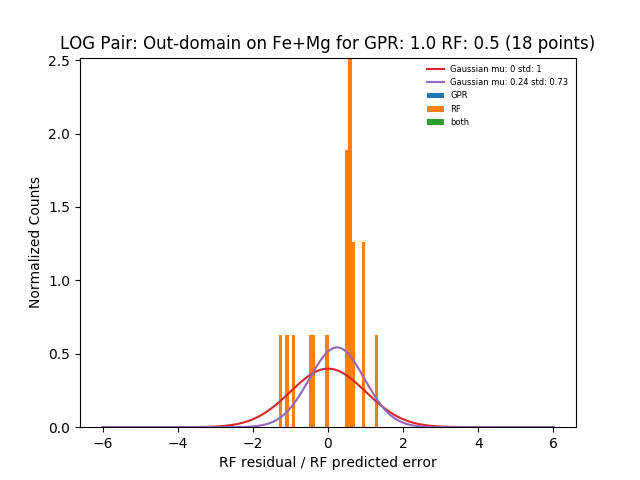 LOG Pair: Out-domain on Fe+Mg for GPR: 1.0 RF: 0.5 (18 points)
Gaussian mu: 0 std: 1
Gaussian mu: 0.24 std: 0.73
GPR
RF
both
Normalized Counts
2.5
2.0
1.5
1.0
0.5
0.0
−6 −4 −2 0 2 4 6
RF residual / RF predicted error